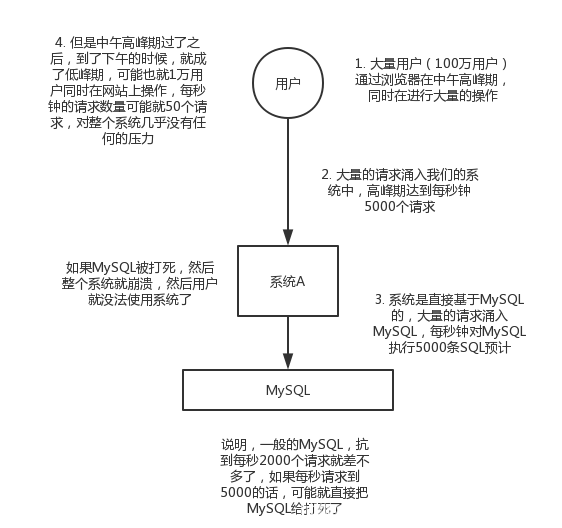 4. 但是中午高峰期过了之
后，到了下午的时候，就成
了低峰期，可能也就1万用
户同时在网站上操作，每秒
钟的请求数量可能就50个请
求，对整个系统几乎没有任
何的压力
用户
1. 大量用户（100万用户）
通过浏览器在中午高峰期，
同时在进行大量的操作
2. 大量的请求涌入我们的系
统中，高峰期达到每秒钟
5000个请求
如果MySQL被打死，然后
整个系统就崩溃，然后用户
就没法使用系统了
系统A
3. 系统是直接基于MySQL
的，大量的请求涌入
MySQL，每秒钟对MySQL
执行5000条SQL预计
MySQL
说明，一般的MySQL，抗
到每秒2000个请求就差不
多了，如果每秒请求到
5000的话，可能就直接把
MySQL给打死了